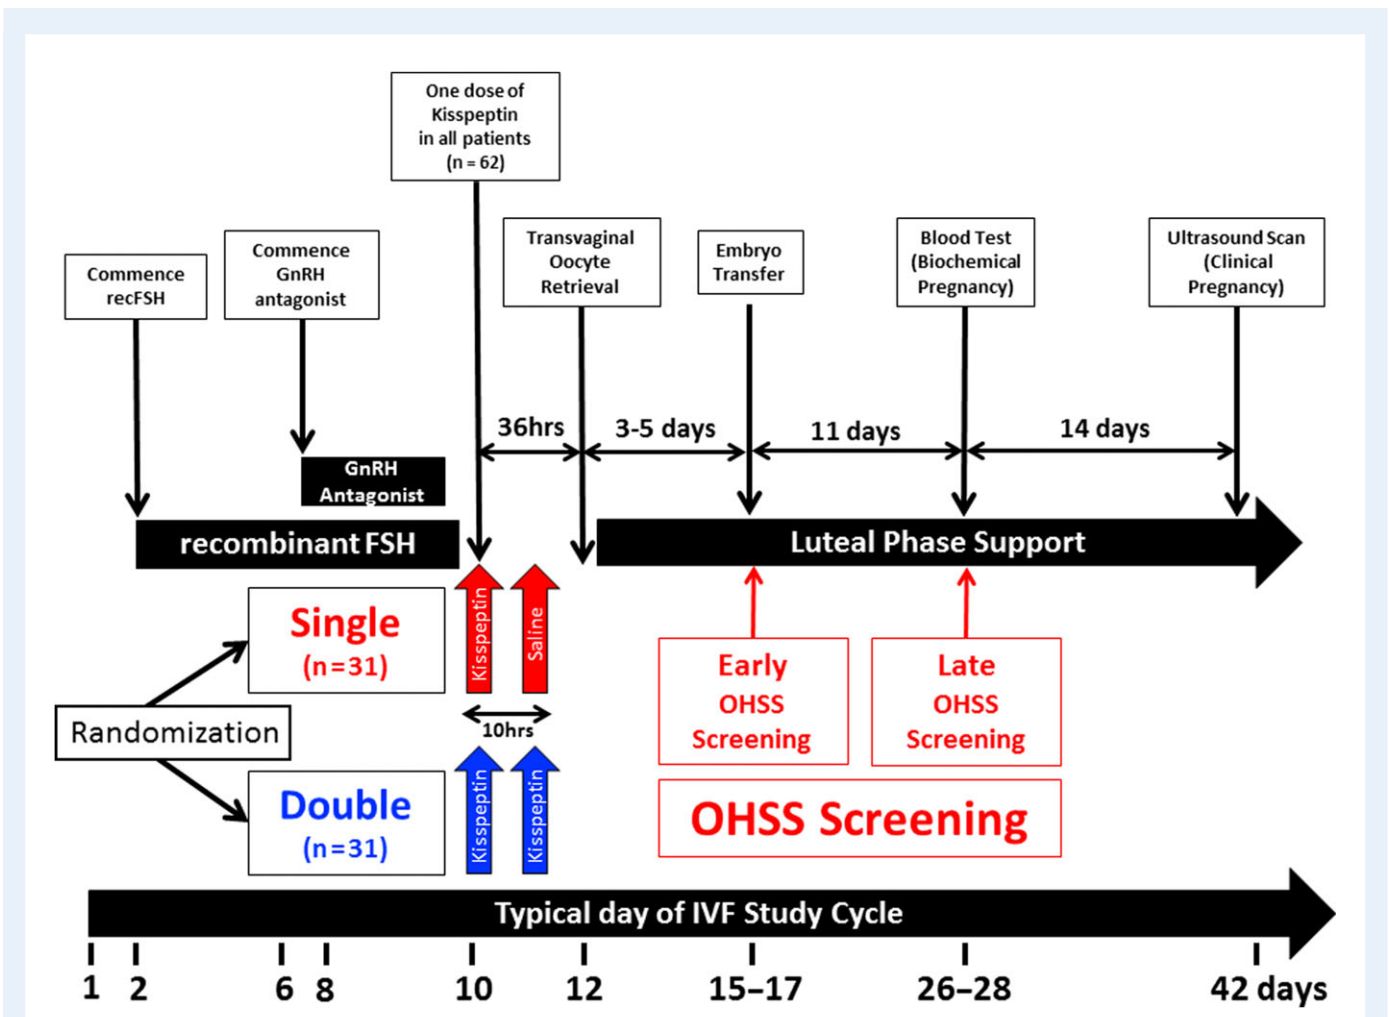 One dose of
Kisspeptin
in all patients
(n = 62)
Commence
recFSH
Commence
GnRH
antagonist
Transvaginal
Oocyte
Retrieval
Embryo
Transfer
Blood Test
(Biochemical
Pregnancy)
Ultrasound Scan
(Clinical
Pregnancy)
36hrs
3-5 days
11 days
14 days
GnRH
Antagonist
recombinant FSH
Luteal Phase Support
Single
(n=31)
Kisspeptin
Saline
Randomization
10hrs
Double
(n=31)
Kisspeptin
Kisspeptin
Early
OHSS
Screening
Late
OHSS
Screening
OHSS Screening
Typical day of IVF Study Cycle
1 2 6 8 10 12 15–17 26–28 42 days